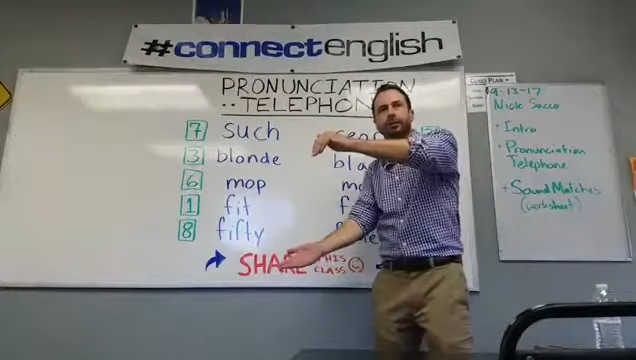 #connectenglish
PRONUNCIATION
TELEPHON
7 such
3 blonde
6 mop
1 fit
8 fifty
SHARE THIS CLASS
CLASS PLAN
9-13-17
Nick Sacco
• Intro
• Pronunciation
Telephone
• Sound Matches
(worksheet)